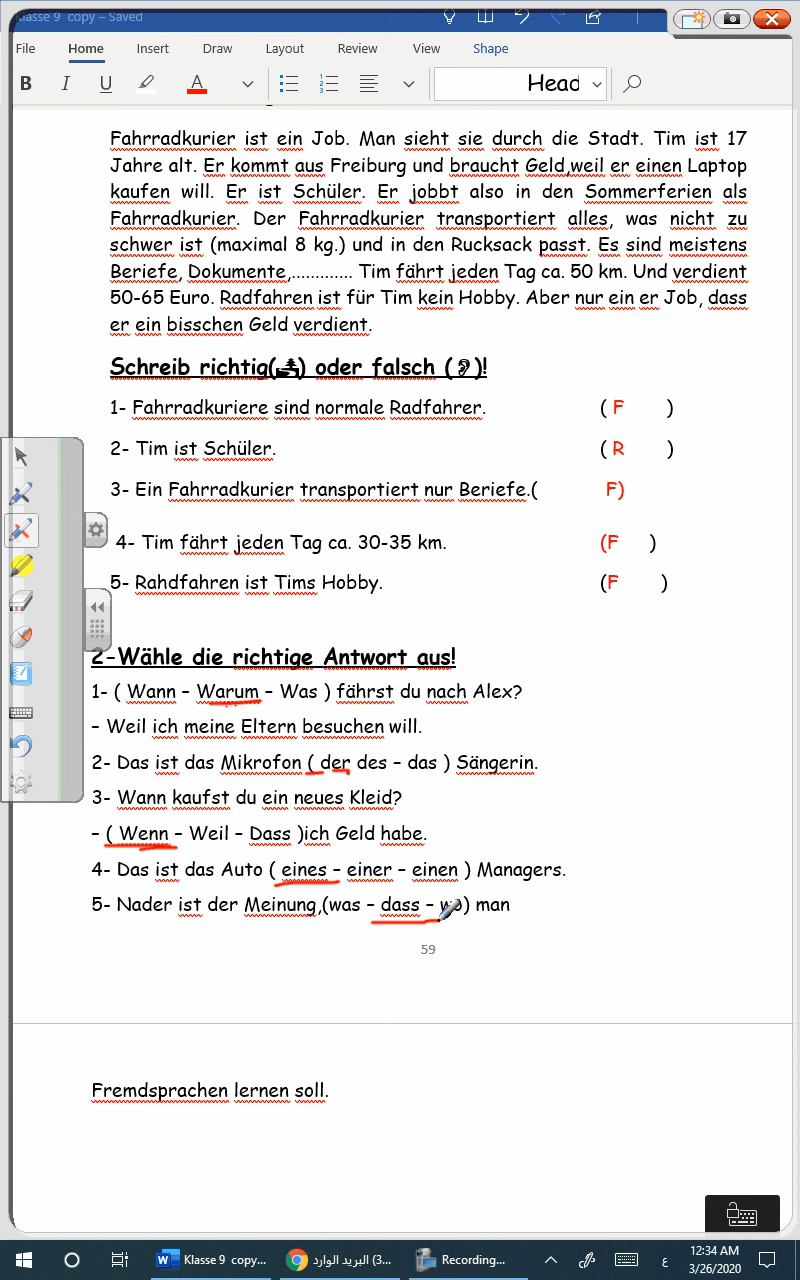 Klasse 9 copy – Saved
File Home Insert Draw Layout Review View Shape
B I U A Head
Fahrradkurier ist ein Job. Man sieht sie durch die Stadt. Tim ist 17
Jahre alt. Er kommt aus Freiburg und braucht Geld,weil er einen Laptop
kaufen will. Er ist Schüler. Er jobbt also in den Sommerferien als
Fahrradkurier. Der Fahrradkurier transportiert alles, was nicht zu
schwer ist (maximal 8 kg.) und in den Rucksack passt. Es sind meistens
Beriefe, Dokumente,............ Tim fährt jeden Tag ca. 50 km. Und verdient
50-65 Euro. Radfahren ist für Tim kein Hobby. Aber nur ein er Job, dass
er ein bisschen Geld verdient.
Schreib richtig() oder falsch ()!
1- Fahrradkuriere sind normale Radfahrer. ( F )
2- Tim ist Schüler. ( R )
3- Ein Fahrradkurier transportiert nur Beriefe.( F)
4- Tim fährt jeden Tag ca. 30-35 km. (F )
5- Rahdfahren ist Tims Hobby. (F )
2-Wähle die richtige Antwort aus!
1- ( Wann – Warum – Was ) fährst du nach Alex?
– Weil ich meine Eltern besuchen will.
2- Das ist das Mikrofon ( der des – das ) Sängerin.
3- Wann kaufst du ein neues Kleid?
– ( Wenn – Weil – Dass )ich Geld habe.
4- Das ist das Auto ( eines – einer – einen ) Managers.
5- Nader ist der Meinung,(was – dass – wo) man
59
Fremdsprachen lernen soll.
Klasse 9 copy... البريد الوارد (3... Recording... ع 12:34 AM
3/26/2020